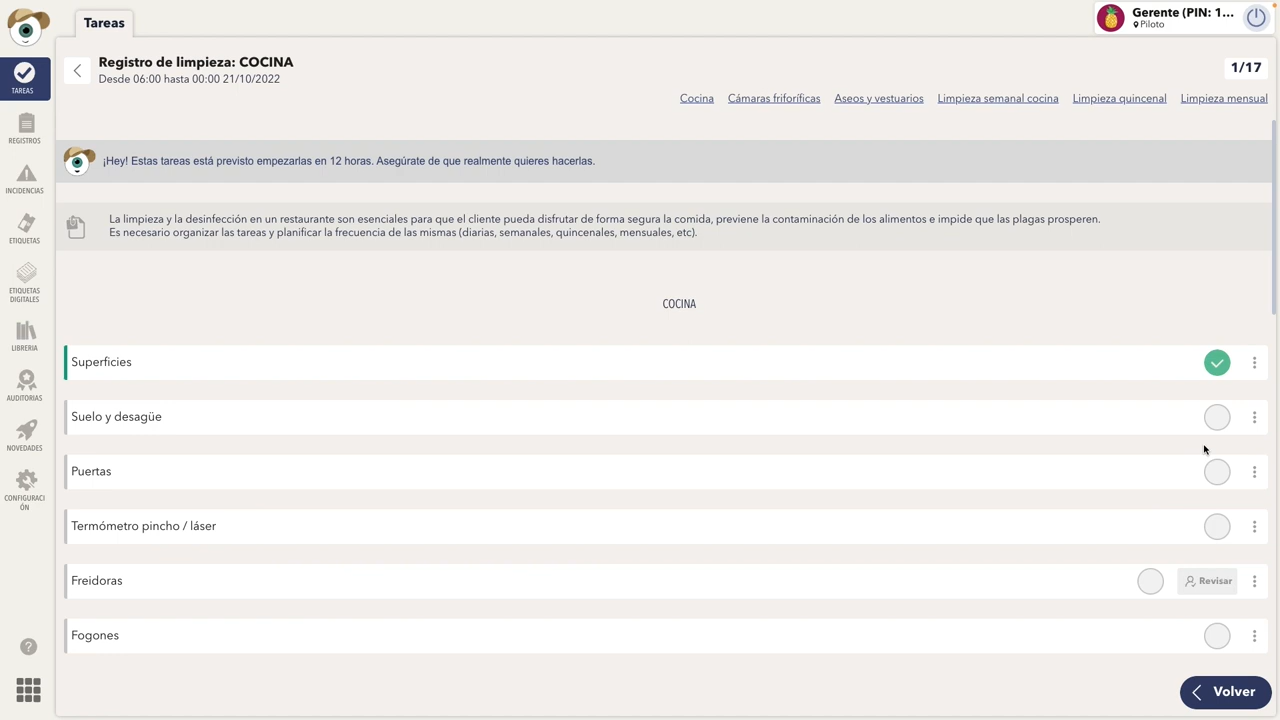 Tareas
Gerente (PIN: 1...
Piloto
TAREAS
REGISTROS
INCIDENCIAS
ETIQUETAS
ETIQUETAS
DIGITALES
LIBRERIA
AUDITORIAS
NOVEDADES
CONFIGURACI
ÓN
Registro de limpieza: COCINA
Desde 06:00 hasta 00:00 21/10/2022
1/17
Cocina Cámaras friforíficas Aseos y vestuarios Limpieza semanal cocina Limpieza quincenal Limpieza mensual
¡Hey! Estas tareas está previsto empezarlas en 12 horas. Asegúrate de que realmente quieres hacerlas.
La limpieza y la desinfección en un restaurante son esenciales para que el cliente pueda disfrutar de forma segura la comida, previene la contaminación de los alimentos e impide que las plagas prosperen.
Es necesario organizar las tareas y planificar la frecuencia de las mismas (diarias, semanales, quincenales, mensuales, etc).
COCINA
Superficies
Suelo y desagüe
Puertas
Termómetro pincho / láser
Freidoras
Revisar
Fogones
?
Volver